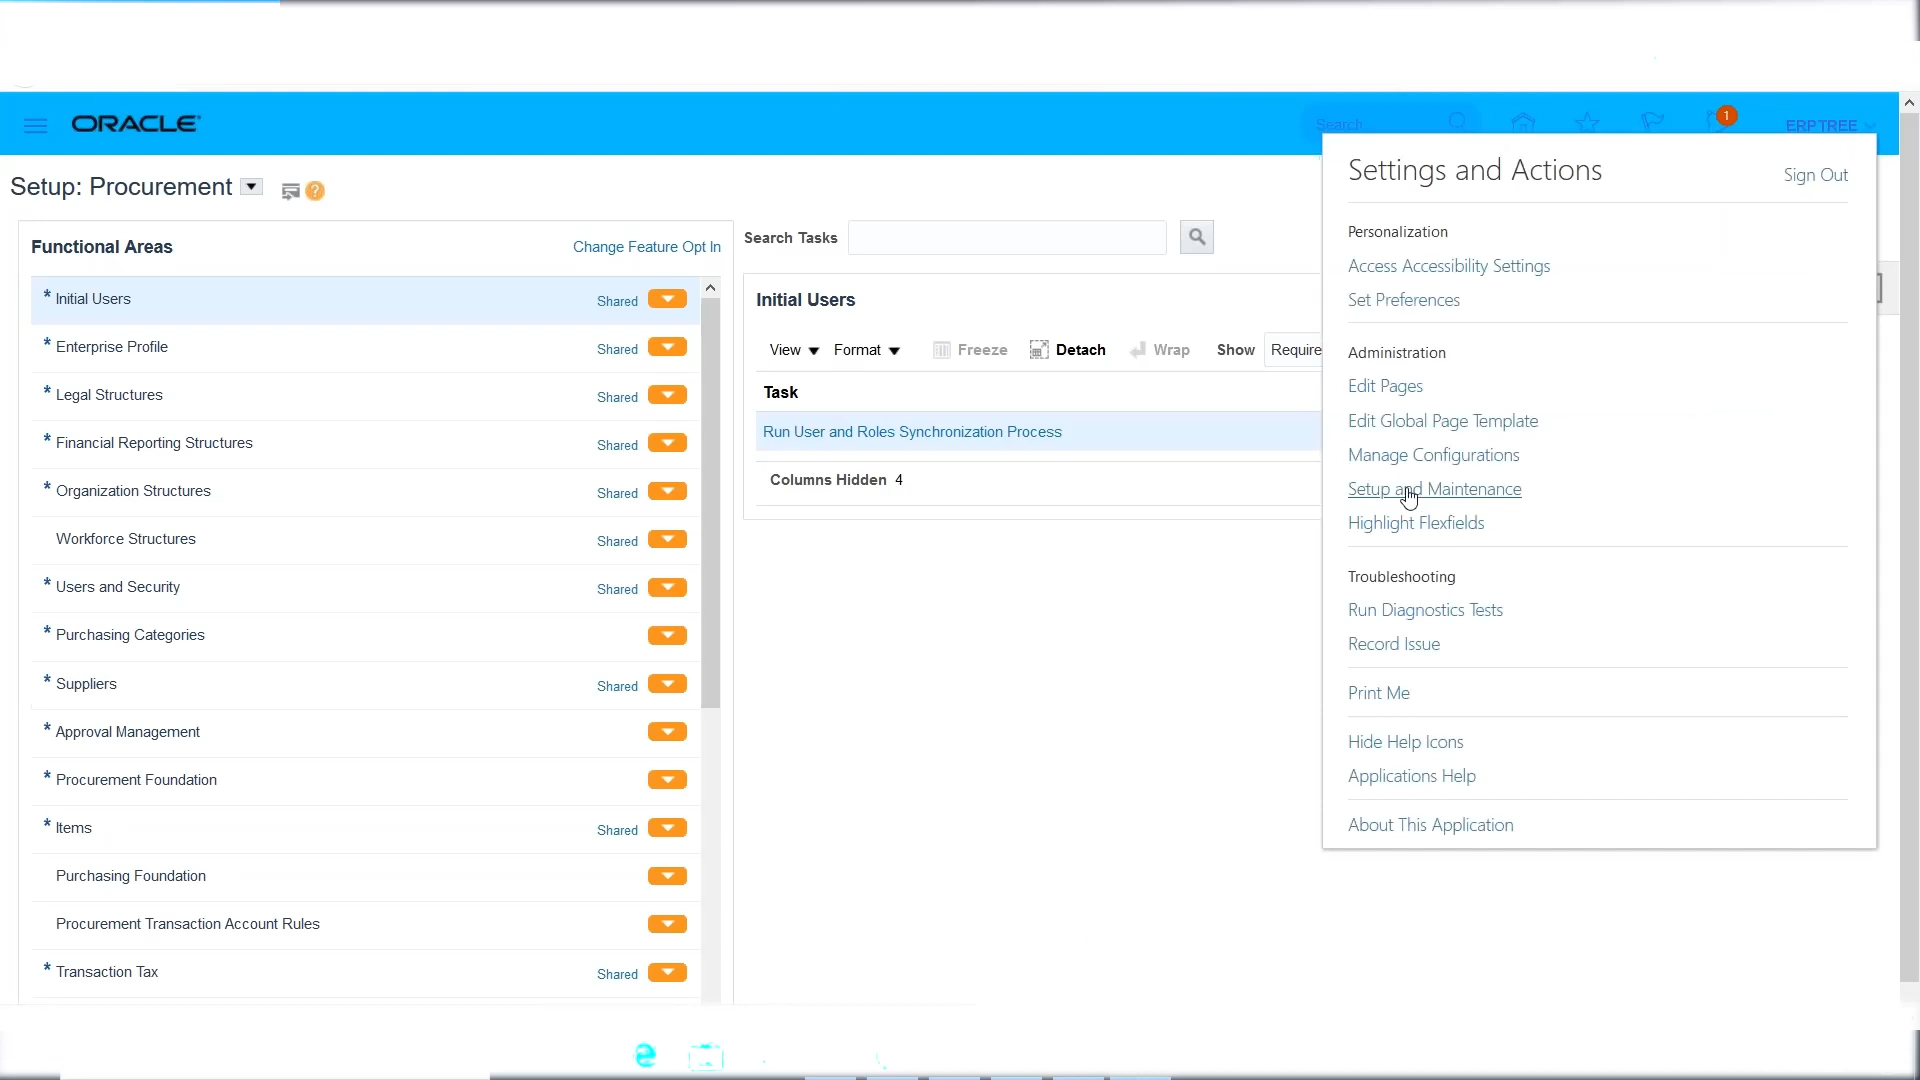 ORACLE
Search...
1
ERPTREE
Setup: Procurement
?
Functional Areas
Change Feature Opt In
* Initial Users Shared
* Enterprise Profile Shared
* Legal Structures Shared
* Financial Reporting Structures Shared
* Organization Structures Shared
Workforce Structures Shared
* Users and Security Shared
* Purchasing Categories
* Suppliers Shared
* Approval Management
* Procurement Foundation
* Items Shared
Purchasing Foundation
Procurement Transaction Account Rules
* Transaction Tax Shared
Search Tasks
Initial Users
View Format Freeze Detach Wrap Show Require
Task
Run User and Roles Synchronization Process
Columns Hidden 4
Settings and Actions
Sign Out
Personalization
Access Accessibility Settings
Set Preferences
Administration
Edit Pages
Edit Global Page Template
Manage Configurations
Setup and Maintenance
Highlight Flexfields
Troubleshooting
Run Diagnostics Tests
Record Issue
Print Me
Hide Help Icons
Applications Help
About This Application